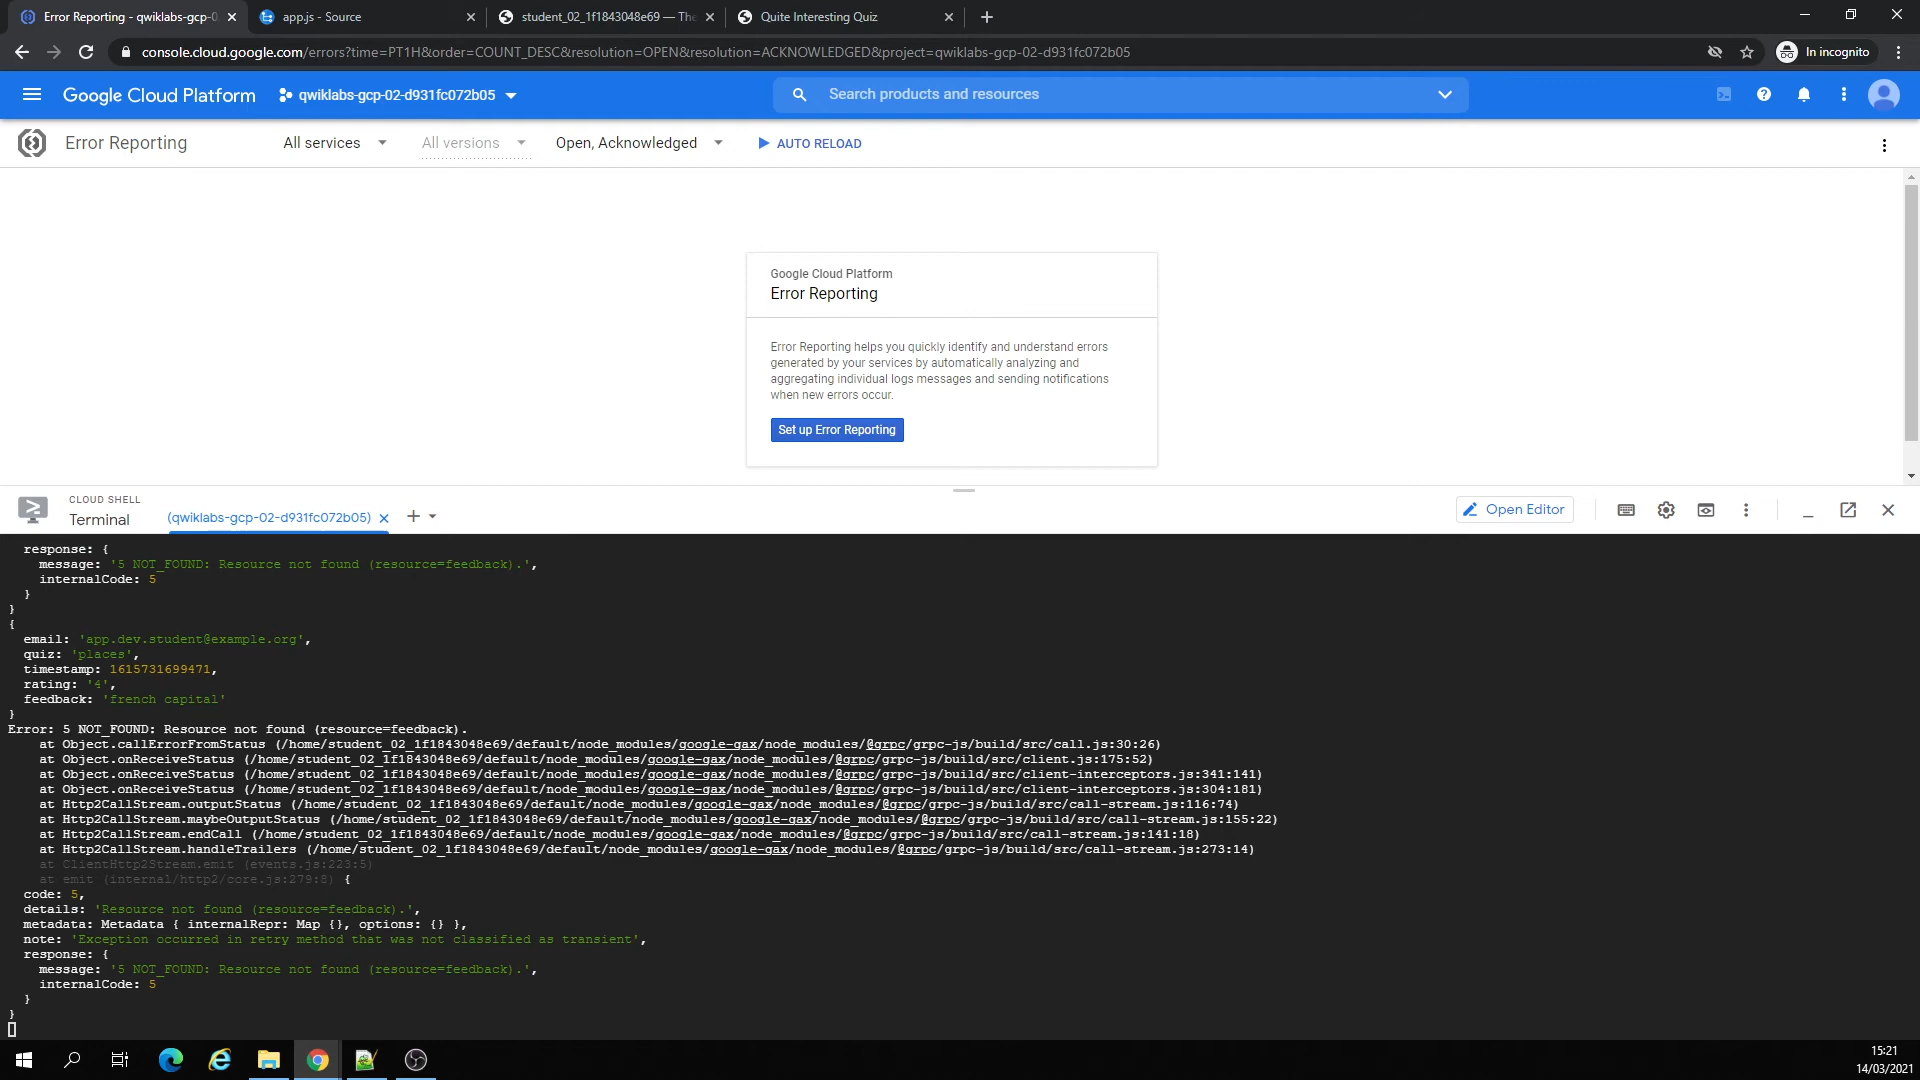 Error Reporting - qwiklabs-gcp-0
app.js - Source
student_02_1f1843048e69 — The
Quite Interesting Quiz
console.cloud.google.com/errors?time=PT1H&order=COUNT_DESC&resolution=OPEN&resolution=ACKNOWLEDGED&project=qwiklabs-gcp-02-d931fc072b05
In incognito
Google Cloud Platform
qwiklabs-gcp-02-d931fc072b05
Search products and resources
Error Reporting
All services
All versions
Open, Acknowledged
AUTO RELOAD
Google Cloud Platform
Error Reporting
Error Reporting helps you quickly identify and understand errors
generated by your services by automatically analyzing and
aggregating individual logs messages and sending notifications
when new errors occur.
Set up Error Reporting
CLOUD SHELL
Terminal
(qwiklabs-gcp-02-d931fc072b05)
Open Editor
response: {
message: '5 NOT_FOUND: Resource not found (resource=feedback).',
internalCode: 5
}
}
{
email: 'app.dev.student@example.org',
quiz: 'places',
timestamp: 1615731699471,
rating: '4',
feedback: 'french capital'
}
Error: 5 NOT_FOUND: Resource not found (resource=feedback).
at Object.callErrorFromStatus (/home/student_02_1f1843048e69/default/node_modules/google-gax/node_modules/@grpc/grpc-js/build/src/call.js:30:26)
at Object.onReceiveStatus (/home/student_02_1f1843048e69/default/node_modules/google-gax/node_modules/@grpc/grpc-js/build/src/client.js:175:52)
at Object.onReceiveStatus (/home/student_02_1f1843048e69/default/node_modules/google-gax/node_modules/@grpc/grpc-js/build/src/client-interceptors.js:341:141)
at Object.onReceiveStatus (/home/student_02_1f1843048e69/default/node_modules/google-gax/node_modules/@grpc/grpc-js/build/src/client-interceptors.js:304:181)
at Http2CallStream.outputStatus (/home/student_02_1f1843048e69/default/node_modules/google-gax/node_modules/@grpc/grpc-js/build/src/call-stream.js:116:74)
at Http2CallStream.maybeOutputStatus (/home/student_02_1f1843048e69/default/node_modules/google-gax/node_modules/@grpc/grpc-js/build/src/call-stream.js:155:22)
at Http2CallStream.endCall (/home/student_02_1f1843048e69/default/node_modules/google-gax/node_modules/@grpc/grpc-js/build/src/call-stream.js:141:18)
at Http2CallStream.handleTrailers (/home/student_02_1f1843048e69/default/node_modules/google-gax/node_modules/@grpc/grpc-js/build/src/call-stream.js:273:14)
at ClientHttp2Stream.emit (events.js:223:5)
at emit (internal/http2/core.js:279:8) {
code: 5,
details: 'Resource not found (resource=feedback).',
metadata: Metadata { internalRepr: Map {}, options: {} },
note: 'Exception occurred in retry method that was not classified as transient',
response: {
message: '5 NOT_FOUND: Resource not found (resource=feedback).',
internalCode: 5
}
}
15:21
14/03/2021